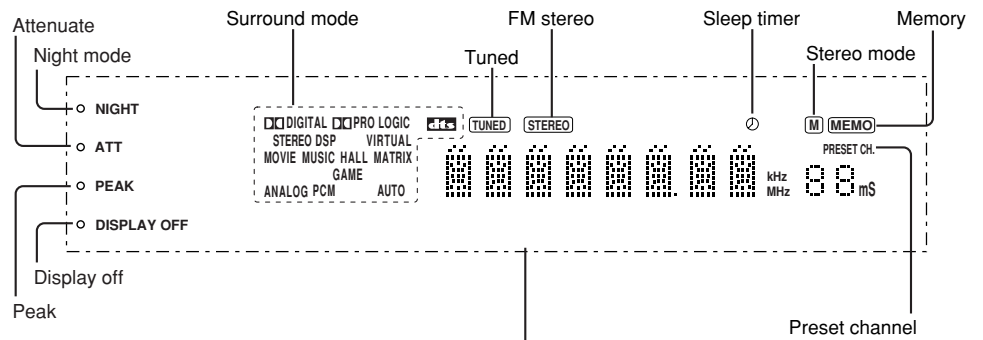 Surround mode
FM stereo
Sleep timer
Memory
Attenuate
Night mode
Tuned
Stereo mode
NIGHT
DIGITAL PRO LOGIC dts TUNED STEREO M MEMO
ATT
STEREO DSP VIRTUAL
PRESET CH.
MOVIE MUSIC HALL MATRIX
GAME
kHz
PEAK
ANALOG PCM AUTO
MHz
88 mS
DISPLAY OFF
Display off
Peak
Preset channel